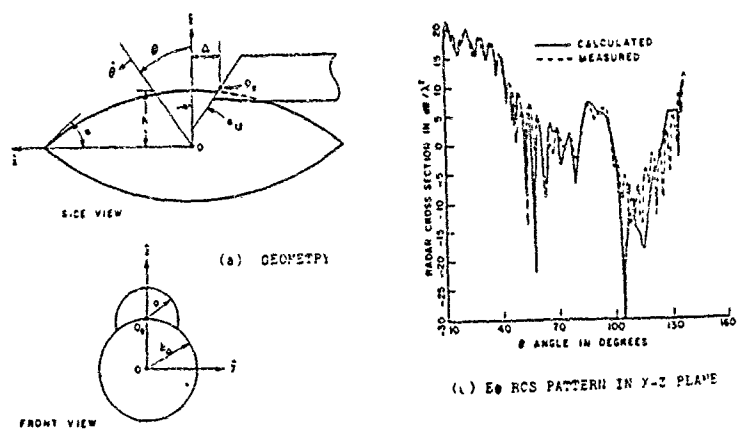 ẑ
θ
Δ
θ̂
h
α
O
x̂
SIDE VIEW
(a) GEOMETRY
ẑ
a
O
ŷ
FRONT VIEW
CALCULATED
MEASURED
RADAR CROSS SECTION IN dB/λ²
20
15
10
5
0
-5
-10
-15
-20
-25
-30
-10 40 70 100 130 160
θ ANGLE IN DEGREES
RCS PATTERN IN X-Z PLANE